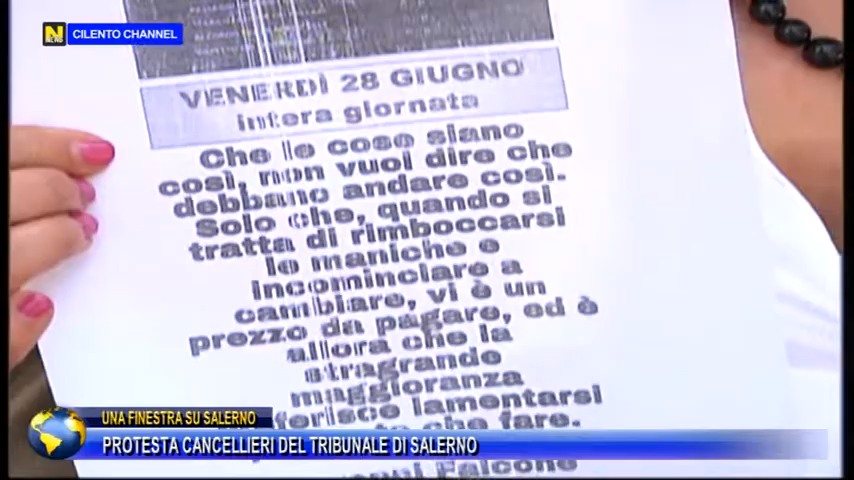 CILENTO CHANNEL
VENERDÌ 28 GIUGNO
intera giornata
Che le cose siano
così, non vuol dire che
debbano andare così.
Solo che, quando si
tratta di rimboccarsi
le maniche e
incominciare a
cambiare, vi è un
prezzo da pagare, ed è
allora che la
stragrande
maggioranza
lamentarsi
che fare.
Falcone
UNA FINESTRA SU SALERNO
PROTESTA CANCELLIERI DEL TRIBUNALE DI SALERNO